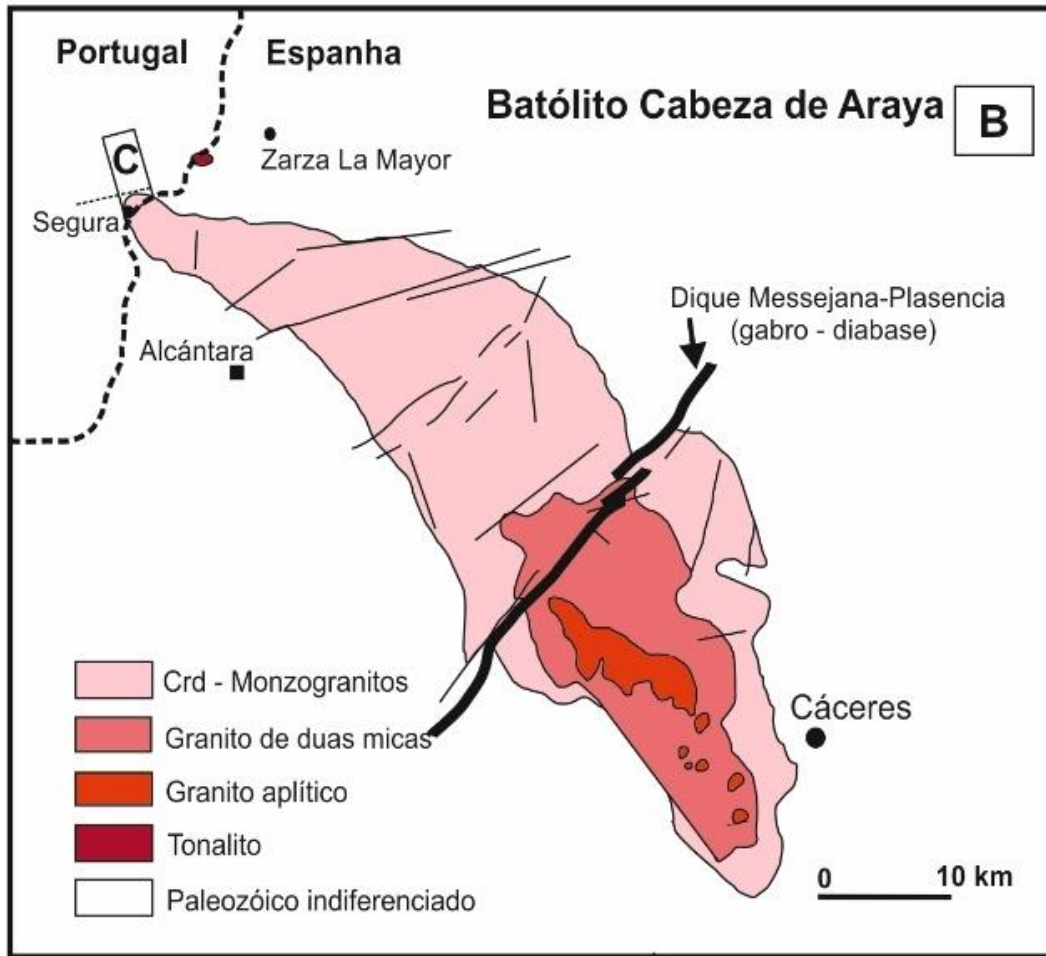 Portugal
Espanha
Batólito Cabeza de Araya
B
C
Zarza La Mayor
Segura
Dique Messejana-Plasencia
(gabro - diabase)
Alcántara
Crd - Monzogranitos
Granito de duas micas
Granito aplítico
Tonalito
Paleozóico indiferenciado
Cáceres
0 10 km